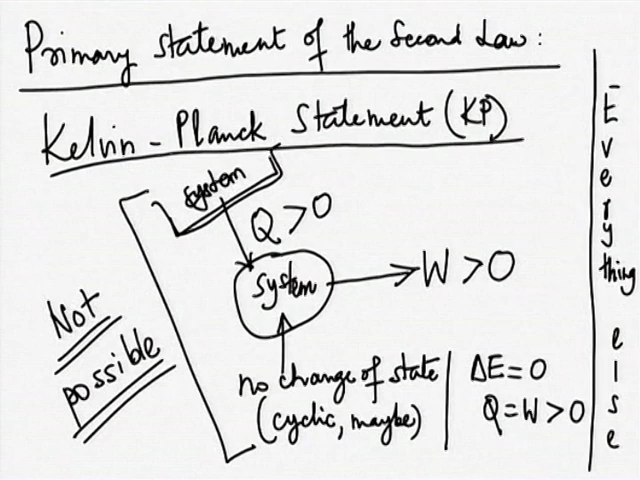 Primary Statement of the Second Law:
Kelvin-Planck Statement (KP)
system
Q > 0
System
W > 0
Not
possible
no change of state
(cyclic, maybe)
ΔE = 0
Q = W > 0
Everything else